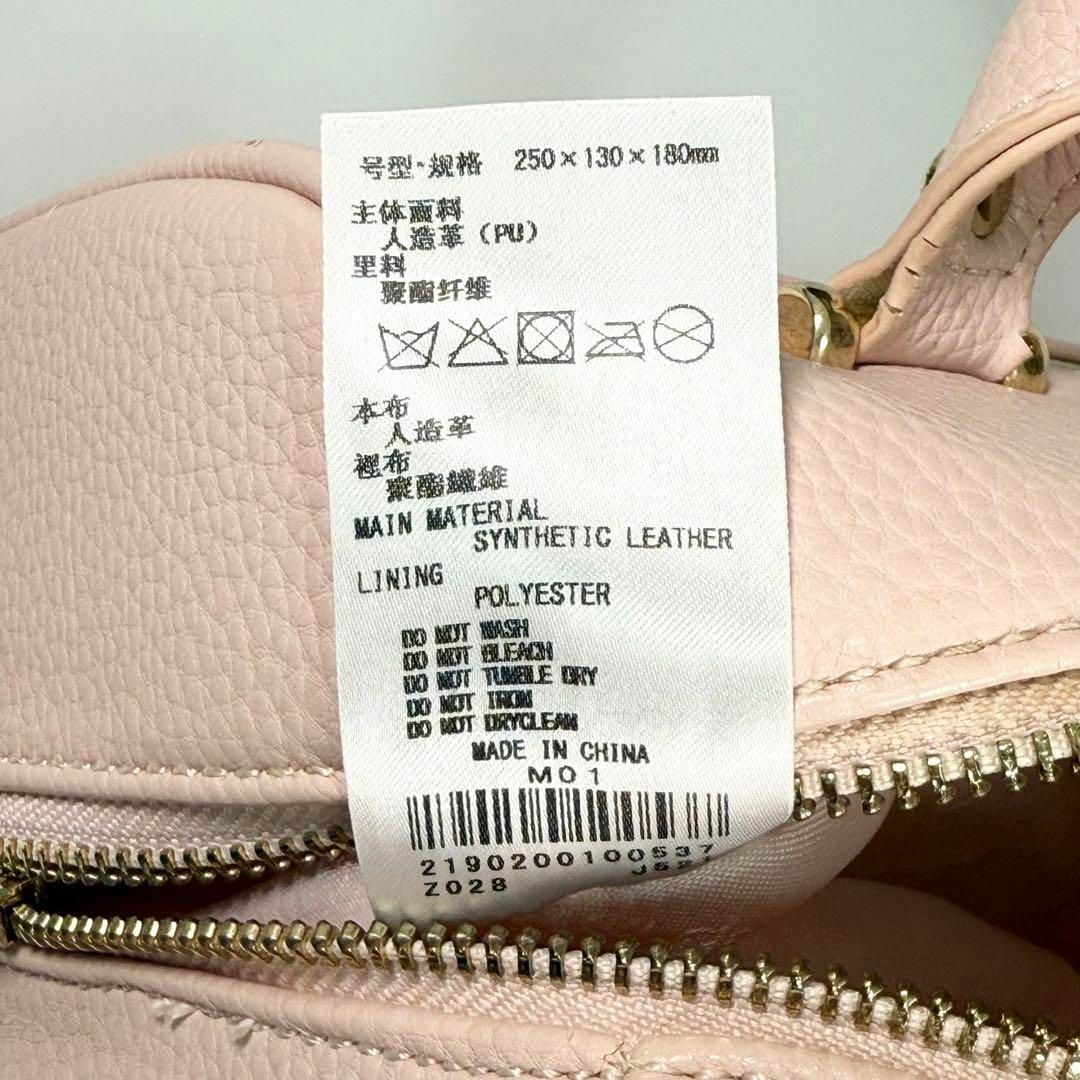 号型·规格 250×130×180mm
主体面料
人造革(PU)
里料
聚酯纤维
本布
人造革
裡布
聚酯纖維
MAIN MATERIAL
SYNTHETIC LEATHER
LINING
POLYESTER
DO NOT WASH
DO NOT BLEACH
DO NOT TUMBLE DRY
DO NOT IRON
DO NOT DRYCLEAN
MADE IN CHINA
M01
2190200100537
Z028